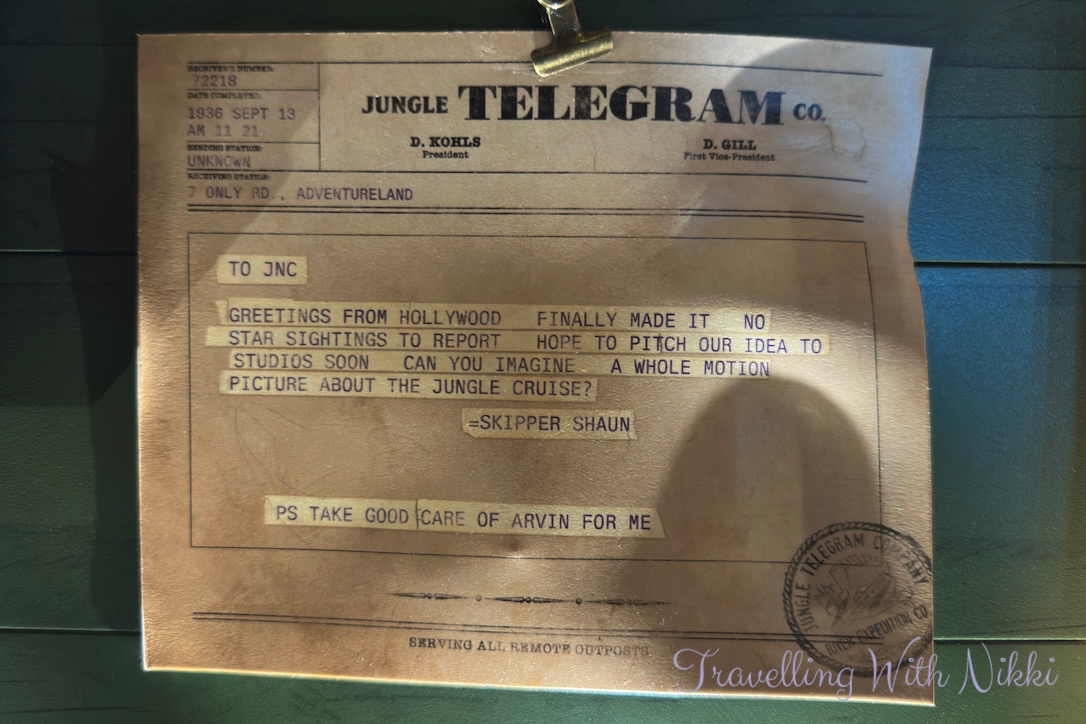 RECEIVER'S NUMBER:
72218
DATE COMPLETED:
1936 SEPT 13
AM 11 21
SENDING STATION:
UNKNOWN
RECEIVING STATION:
7 ONLY RD., ADVENTURELAND
JUNGLE TELEGRAM CO.
D. KOHLS
President
D. GILL
First Vice-President
TO JNC
GREETINGS FROM HOLLYWOOD FINALLY MADE IT NO
STAR SIGHTINGS TO REPORT HOPE TO PITCH OUR IDEA TO
STUDIOS SOON CAN YOU IMAGINE A WHOLE MOTION
PICTURE ABOUT THE JUNGLE CRUISE?
=SKIPPER SHAUN
PS TAKE GOOD CARE OF ARVIN FOR ME
JUNGLE TELEGRAM COMPANY
RIVER EXPEDITION CO.
SERVING ALL REMOTE OUTPOSTS
Travelling With Nikki